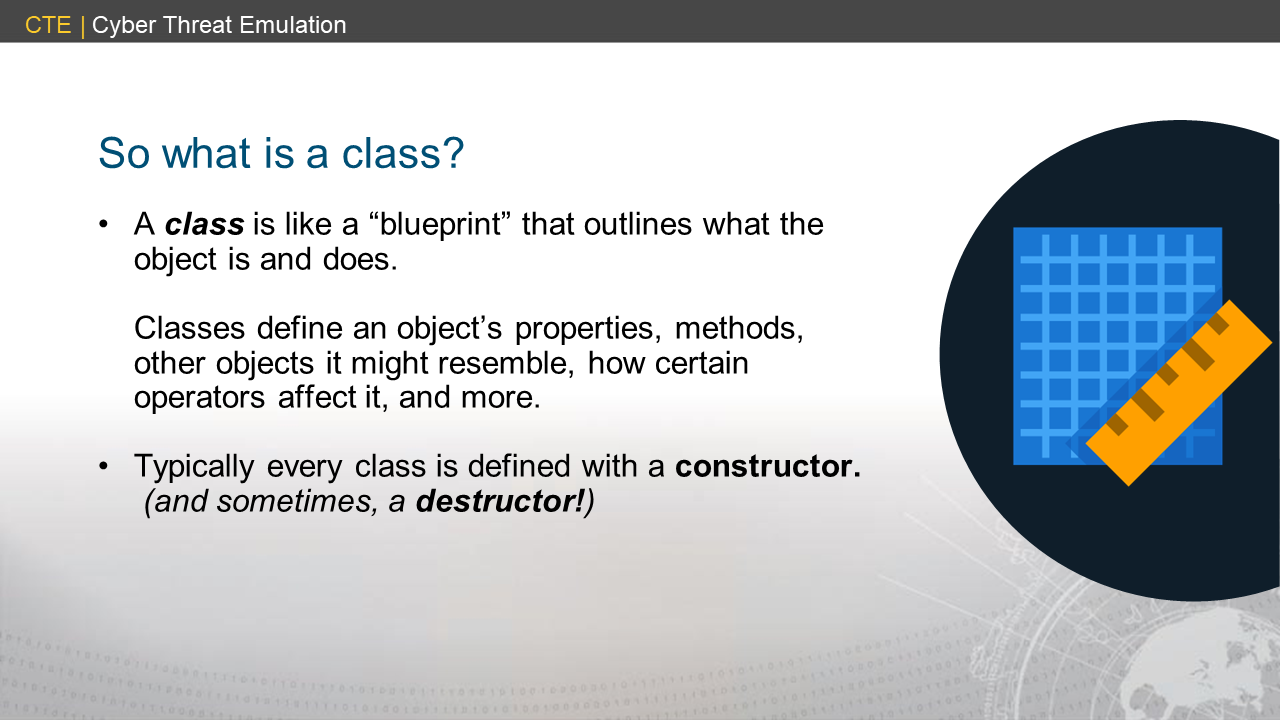 CTE | Cyber Threat Emulation
So what is a class?
• A class is like a “blueprint” that outlines what the
object is and does.
Classes define an object’s properties, methods,
other objects it might resemble, how certain
operators affect it, and more.
• Typically every class is defined with a constructor.
(and sometimes, a destructor!)